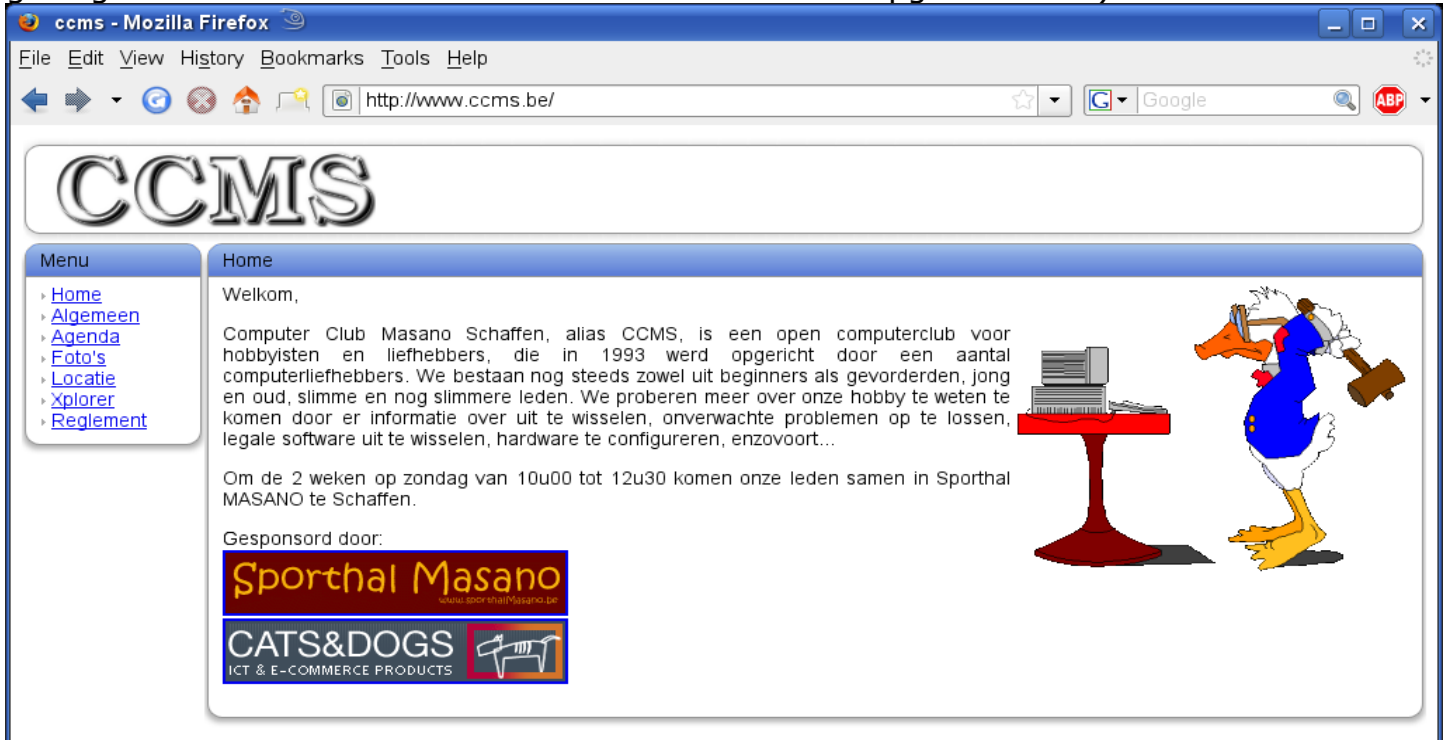 ccms - Mozilla Firefox
File Edit View History Bookmarks Tools Help
http://www.ccms.be/
Google
ABP
CCMS
Menu
Home
Algemeen
Agenda
Foto's
Locatie
Xplorer
Reglement
Home
Welkom,
Computer Club Masano Schaffen, alias CCMS, is een open computerclub voor
hobbyisten en liefhebbers, die in 1993 werd opgericht door een aantal
computerliefhebbers. We bestaan nog steeds zowel uit beginners als gevorderden, jong
en oud, slimme en nog slimmere leden. We proberen meer over onze hobby te weten te
komen door er informatie over uit te wisselen, onverwachte problemen op te lossen,
legale software uit te wisselen, hardware te configureren, enzovoort...
Om de 2 weken op zondag van 10u00 tot 12u30 komen onze leden samen in Sporthal
MASANO te Schaffen.
Gesponsord door:
Sporthal Masano
www.sporthalMasano.be
CATS&DOGS
ICT & E-COMMERCE PRODUCTS